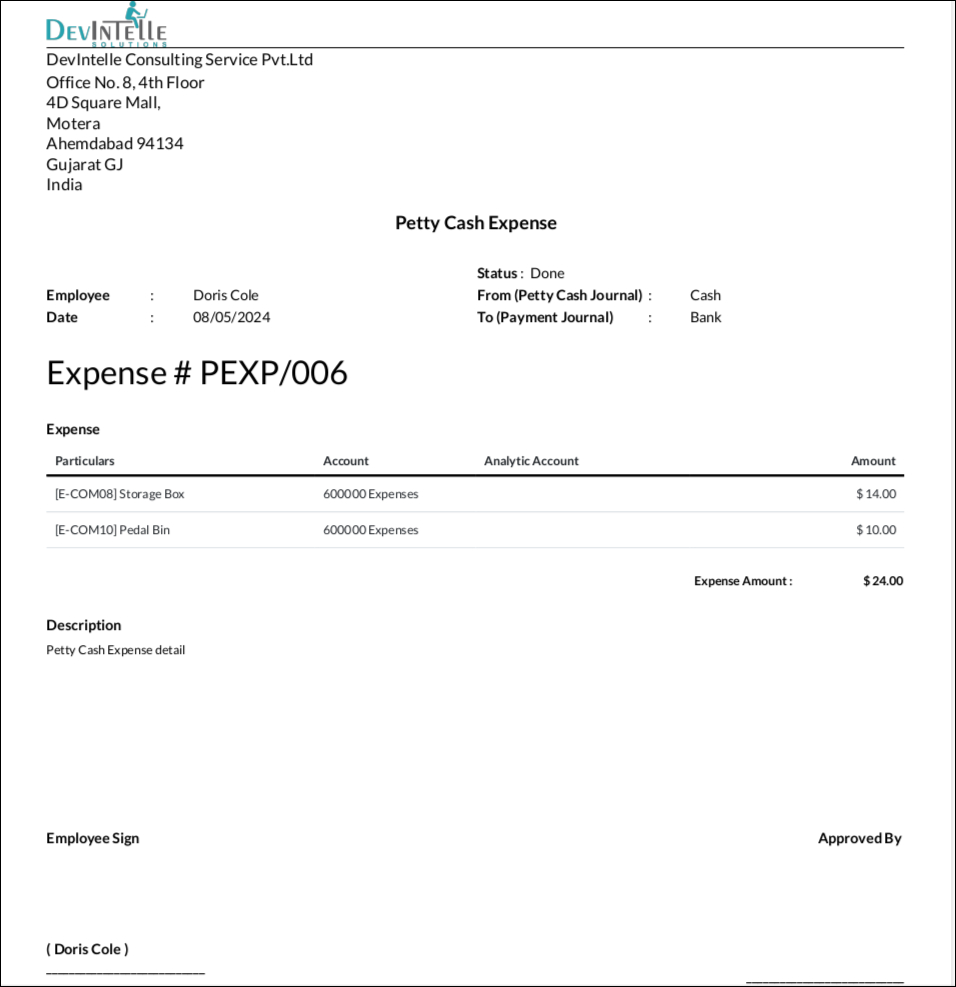 DEVINTELLE
SOLUTIONS
DevIntelle Consulting Service Pvt.Ltd
Office No. 8, 4th Floor
4D Square Mall,
Motera
Ahemdabad 94134
Gujarat GJ
India
Petty Cash Expense
Status : Done
Employee : Doris Cole From (Petty Cash Journal) : Cash
Date : 08/05/2024 To (Payment Journal) : Bank
Expense # PEXP/006
Expense
Particulars Account Analytic Account Amount
[E-COM08] Storage Box 600000 Expenses $ 14.00
[E-COM10] Pedal Bin 600000 Expenses $ 10.00
Expense Amount : $ 24.00
Description
Petty Cash Expense detail
Employee Sign Approved By
( Doris Cole )